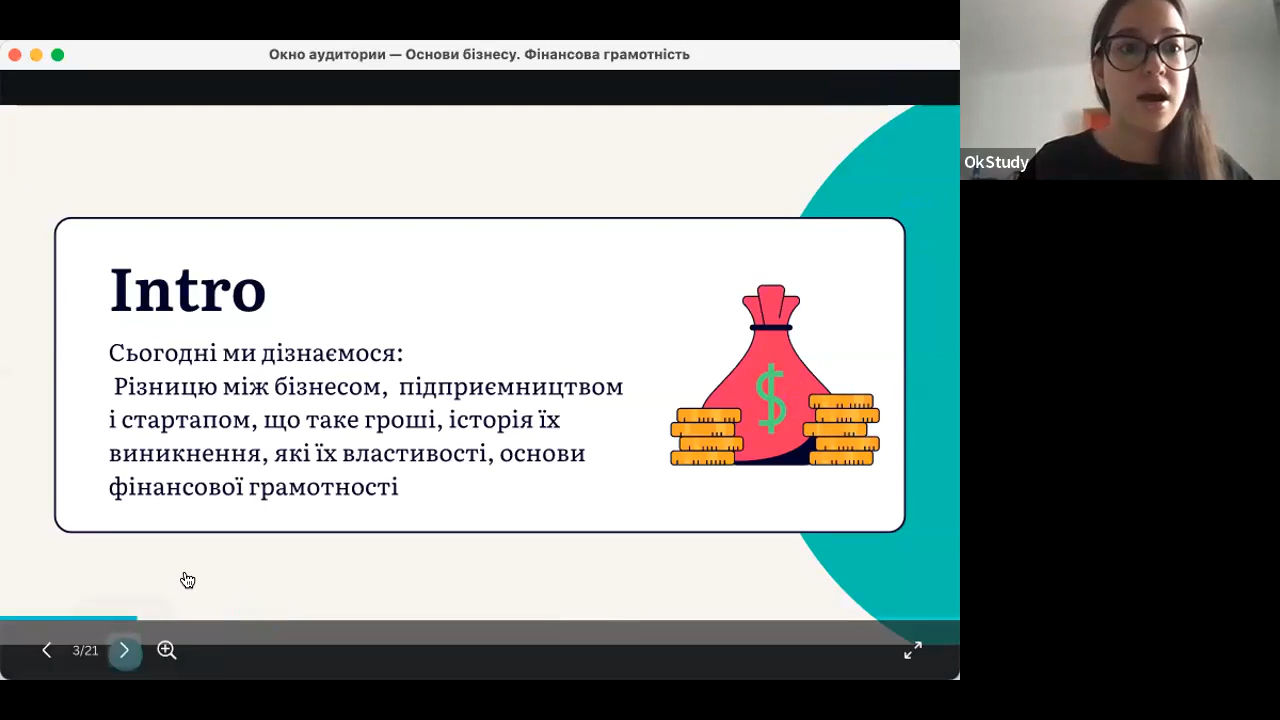 Окно аудитории — Основи бізнесу. Фінансова грамотність
OkStudy
Intro
Сьогодні ми дізнаємося:
Різницю між бізнесом, підприємництвом
і стартапом, що таке гроші, історія їх
виникнення, які їх властивості, основи
фінансової грамотності
$
3/21